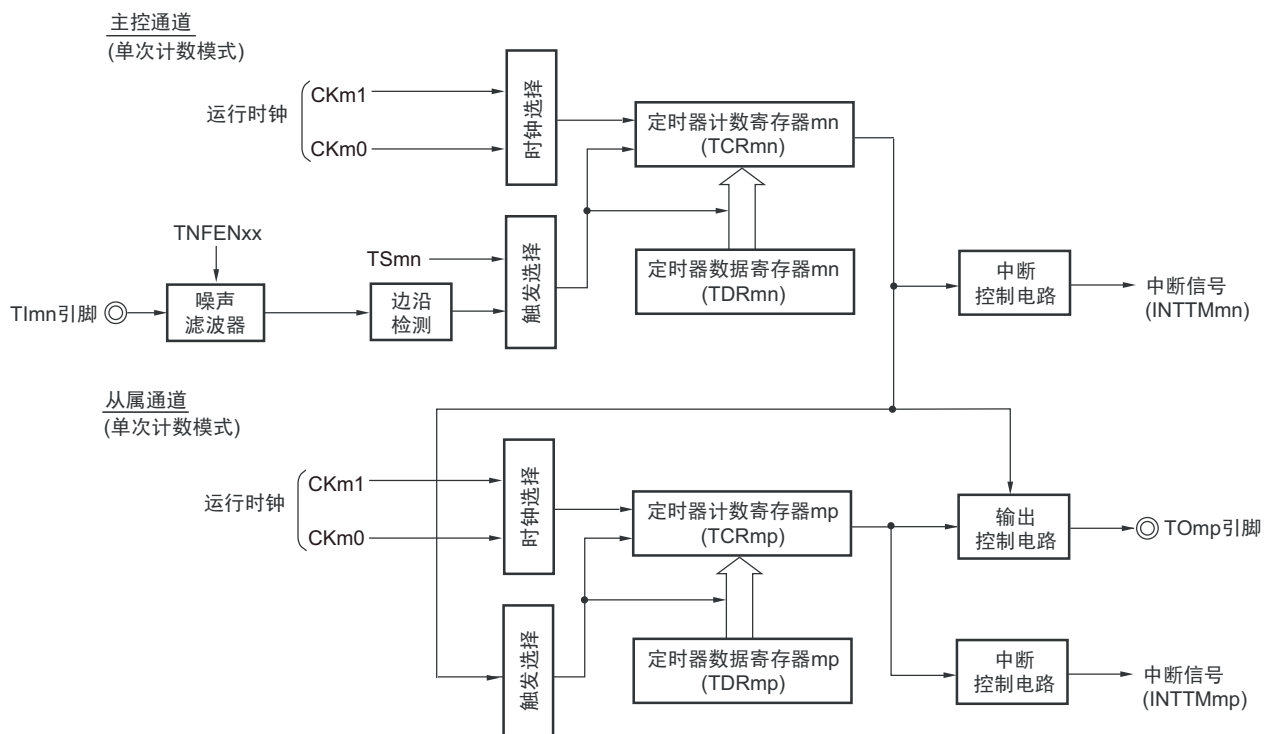 主控通道
(单次计数模式)
运行时钟
CKm1
CKm0
时钟选择
定时器计数寄存器mn
(TCRmn)
TNFENxx
TSmn
TImn引脚
噪声
滤波器
边沿
检测
触发选择
定时器数据寄存器mn
(TDRmn)
中断
控制电路
中断信号
(INTTMmn)
从属通道
(单次计数模式)
运行时钟
CKm1
CKm0
时钟选择
定时器计数寄存器mp
(TCRmp)
输出
控制电路
TOmp引脚
触发选择
定时器数据寄存器mp
(TDRmp)
中断
控制电路
中断信号
(INTTMmp)